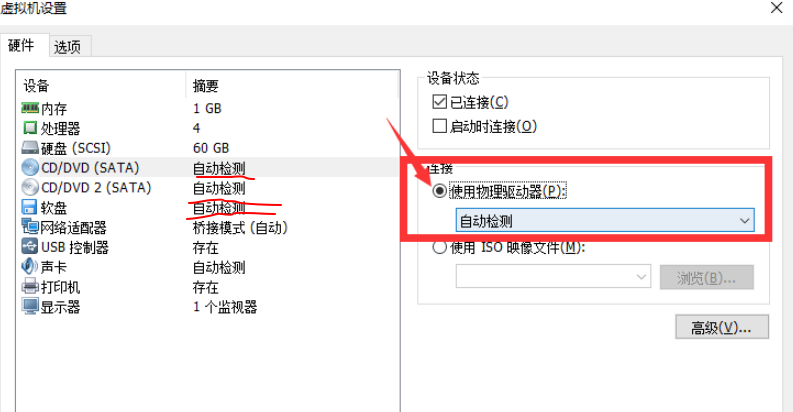 虚拟机设置
硬件 选项
设备 摘要
内存 1 GB
处理器 4
硬盘 (SCSI) 60 GB
CD/DVD (SATA) 自动检测
CD/DVD 2 (SATA) 自动检测
软盘 自动检测
网络适配器 桥接模式 (自动)
USB 控制器 存在
声卡 自动检测
打印机 存在
显示器 1 个监视器
设备状态
已连接(C)
启动时连接(O)
连接
使用物理驱动器(P):
自动检测
使用 ISO 映像文件(M):
浏览(B)...
高级(V)...